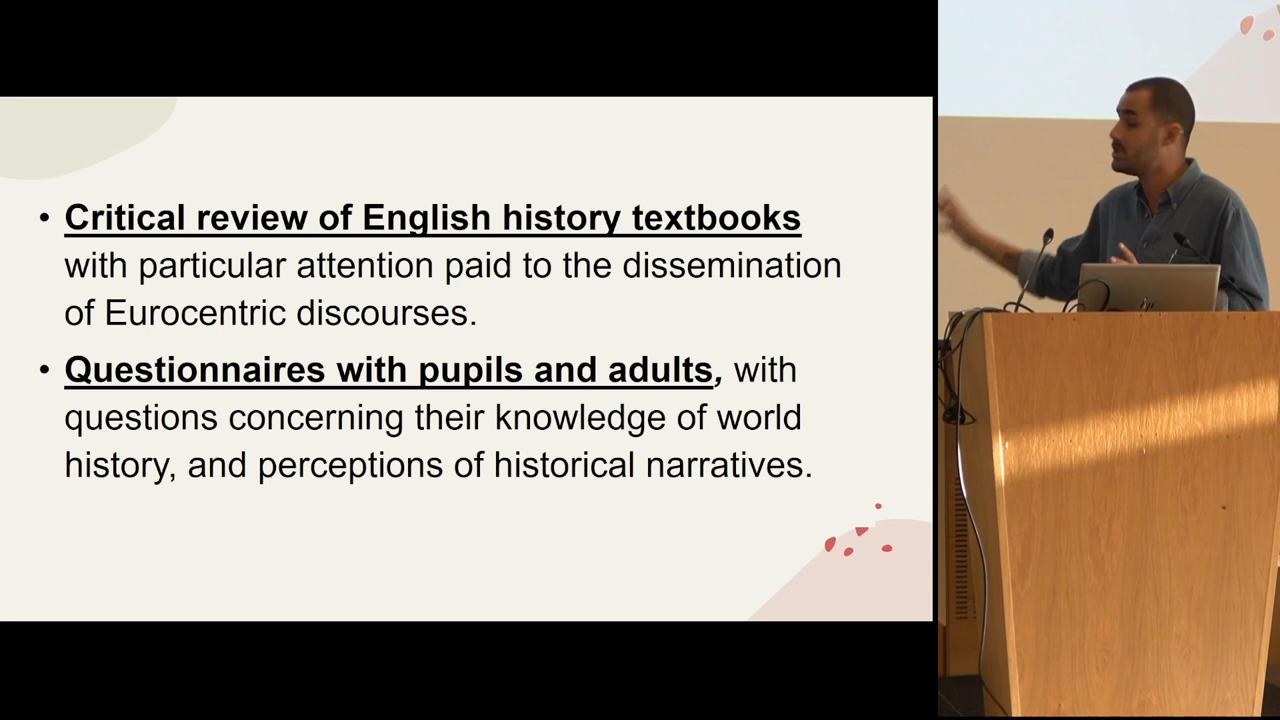 • Critical review of English history textbooks
with particular attention paid to the dissemination
of Eurocentric discourses.
• Questionnaires with pupils and adults, with
questions concerning their knowledge of world
history, and perceptions of historical narratives.